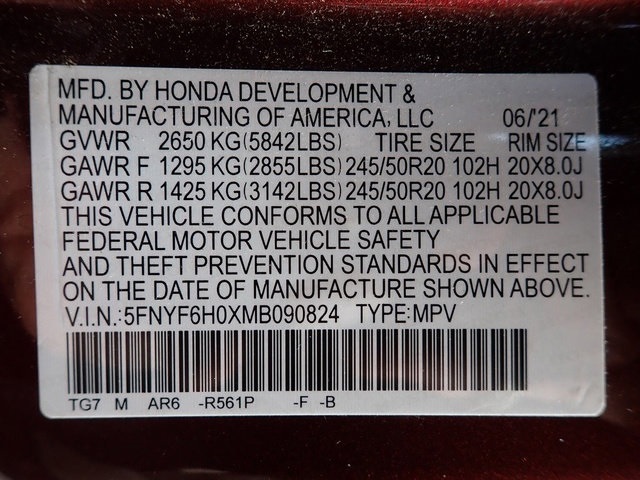 MFD. BY HONDA DEVELOPMENT &
MANUFACTURING OF AMERICA, LLC 06/'21
GVWR 2650 KG(5842LBS) TIRE SIZE RIM SIZE
GAWR F 1295 KG(2855LBS) 245/50R20 102H 20X8.0J
GAWR R 1425 KG(3142LBS) 245/50R20 102H 20X8.0J
THIS VEHICLE CONFORMS TO ALL APPLICABLE
FEDERAL MOTOR VEHICLE SAFETY
AND THEFT PREVENTION STANDARDS IN EFFECT
ON THE DATE OF MANUFACTURE SHOWN ABOVE.
V.I.N.:5FNYF6H0XMB090824 TYPE:MPV
TG7 M AR6 -R561P -F -B